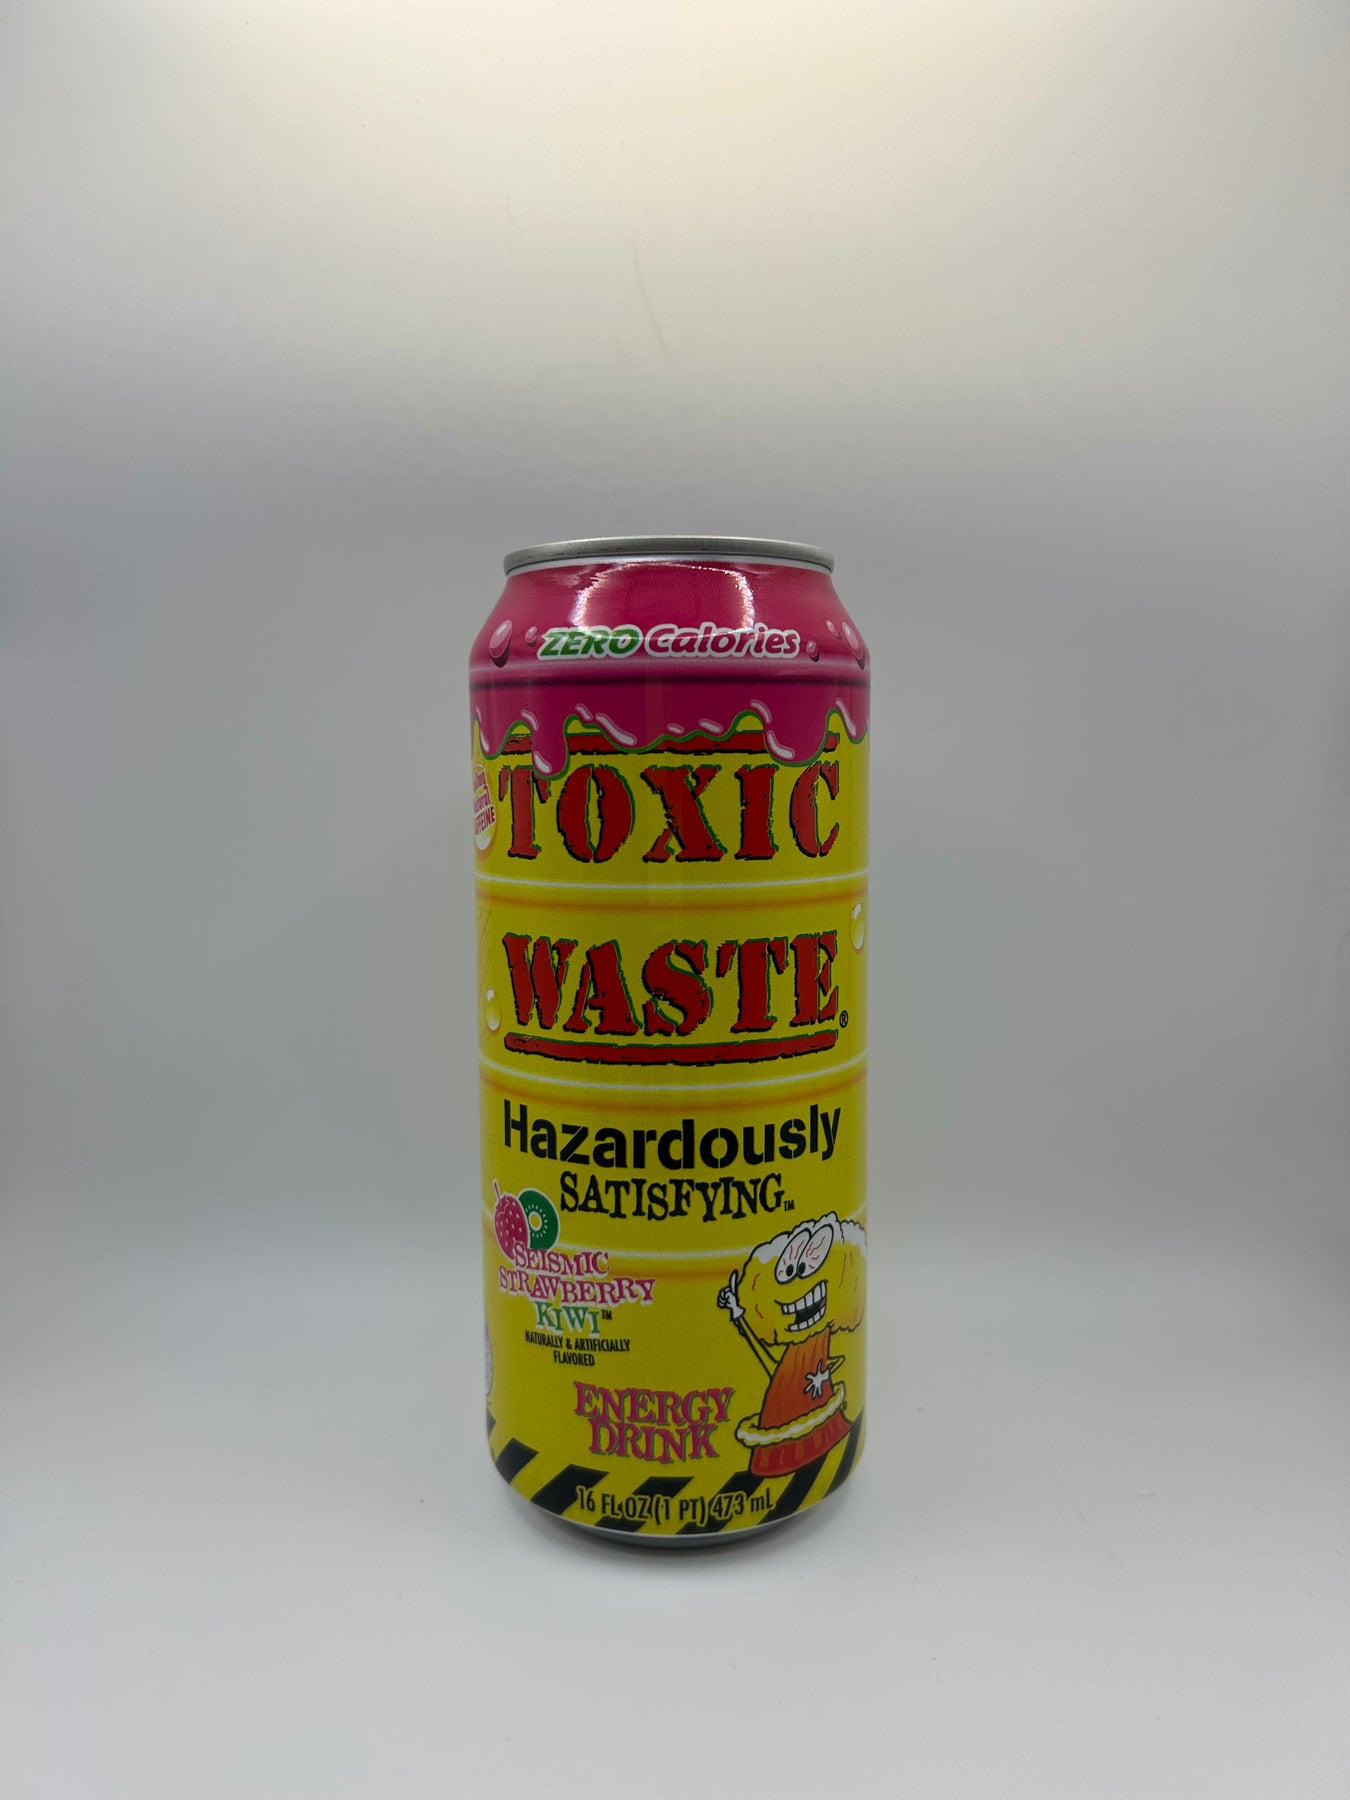 ZERO Calories
TOXIC
WASTE®
Hazardously
SATISFYING™
SEISMIC
STRAWBERRY
KIWI™
NATURALLY & ARTIFICIALLY
FLAVORED
ENERGY
DRINK
16 FL OZ (1 PT) 473 mL